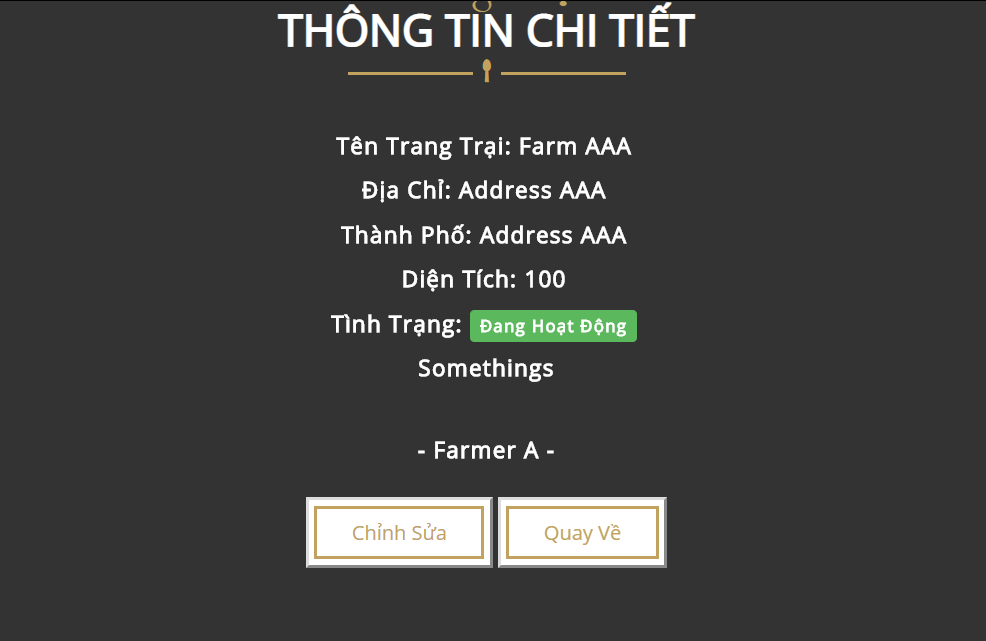 THÔNG TIN CHI TIẾT
Tên Trang Trại: Farm AAA
Địa Chỉ: Address AAA
Thành Phố: Address AAA
Diện Tích: 100
Tình Trạng: Đang Hoạt Động
Somethings
- Farmer A -
Chỉnh Sửa Quay Về